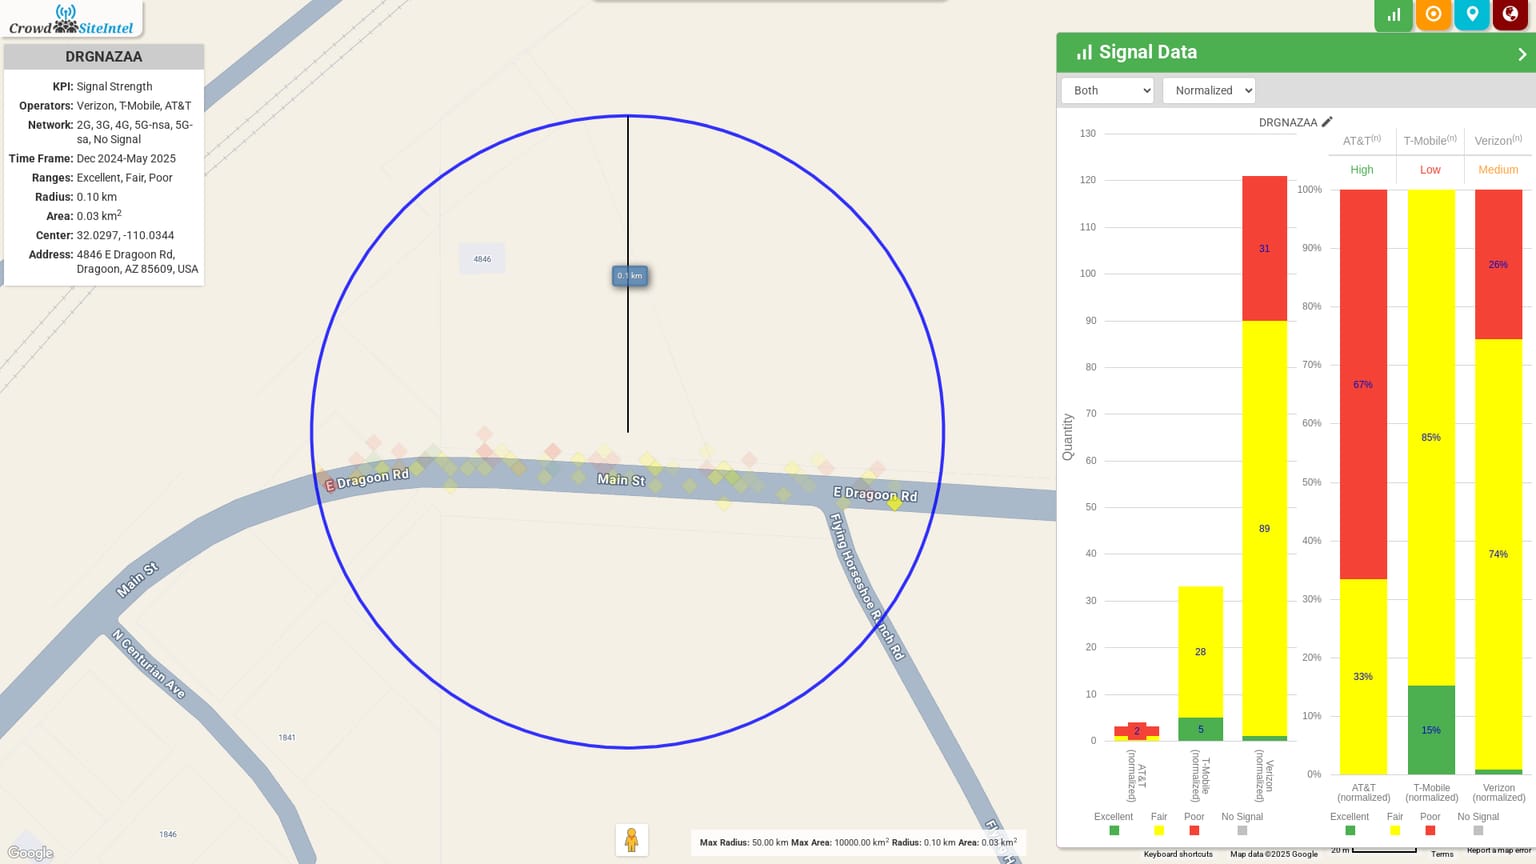 Crowd SiteIntel
DRGNAZAA
KPI: Signal Strength
Operators: Verizon, T-Mobile, AT&T
Network: 2G, 3G, 4G, 5G-nsa, 5G-
sa, No Signal
Time Frame: Dec 2024-May 2025
Ranges: Excellent, Fair, Poor
Radius: 0.10 km
Area: 0.03 km²
Center: 32.0297, -110.0344
Address: 4846 E Dragoon Rd,
Dragoon, AZ 85609, USA
4846
0.1 km
E Dragoon Rd
Main St
E Dragoon Rd
Main St
N Centurian Ave
Flying Horseshoe Ranch Rd
1841
1846
Google
Max Radius: 50.00 km Max Area: 10000.00 km² Radius: 0.10 km Area: 0.03 km²
Signal Data
Both
Normalized
DRGNAZAA
Quantity
130
120
110
100
90
80
70
60
50
40
30
20
10
0
2
28
5
31
89
AT&T
(normalized)
T-Mobile
(normalized)
Verizon
(normalized)
Excellent Fair Poor No Signal
AT&T(n) T-Mobile(n) Verizon(n)
High Low Medium
100%
90%
80%
70%
60%
50%
40%
30%
20%
10%
0%
67%
33%
85%
15%
26%
74%
AT&T
(normalized)
T-Mobile
(normalized)
Verizon
(normalized)
Excellent Fair Poor No Signal
Keyboard shortcuts
Map data ©2025 Google
20 m
Terms
Report a map error